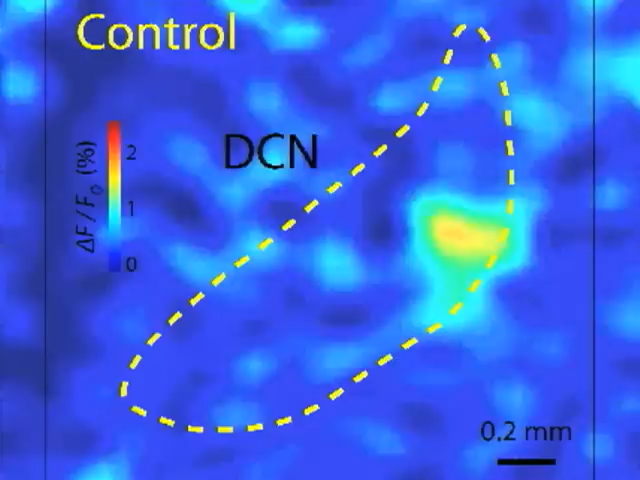 Control
DCN
ΔF / F0 (%)
2
1
0
0.2 mm